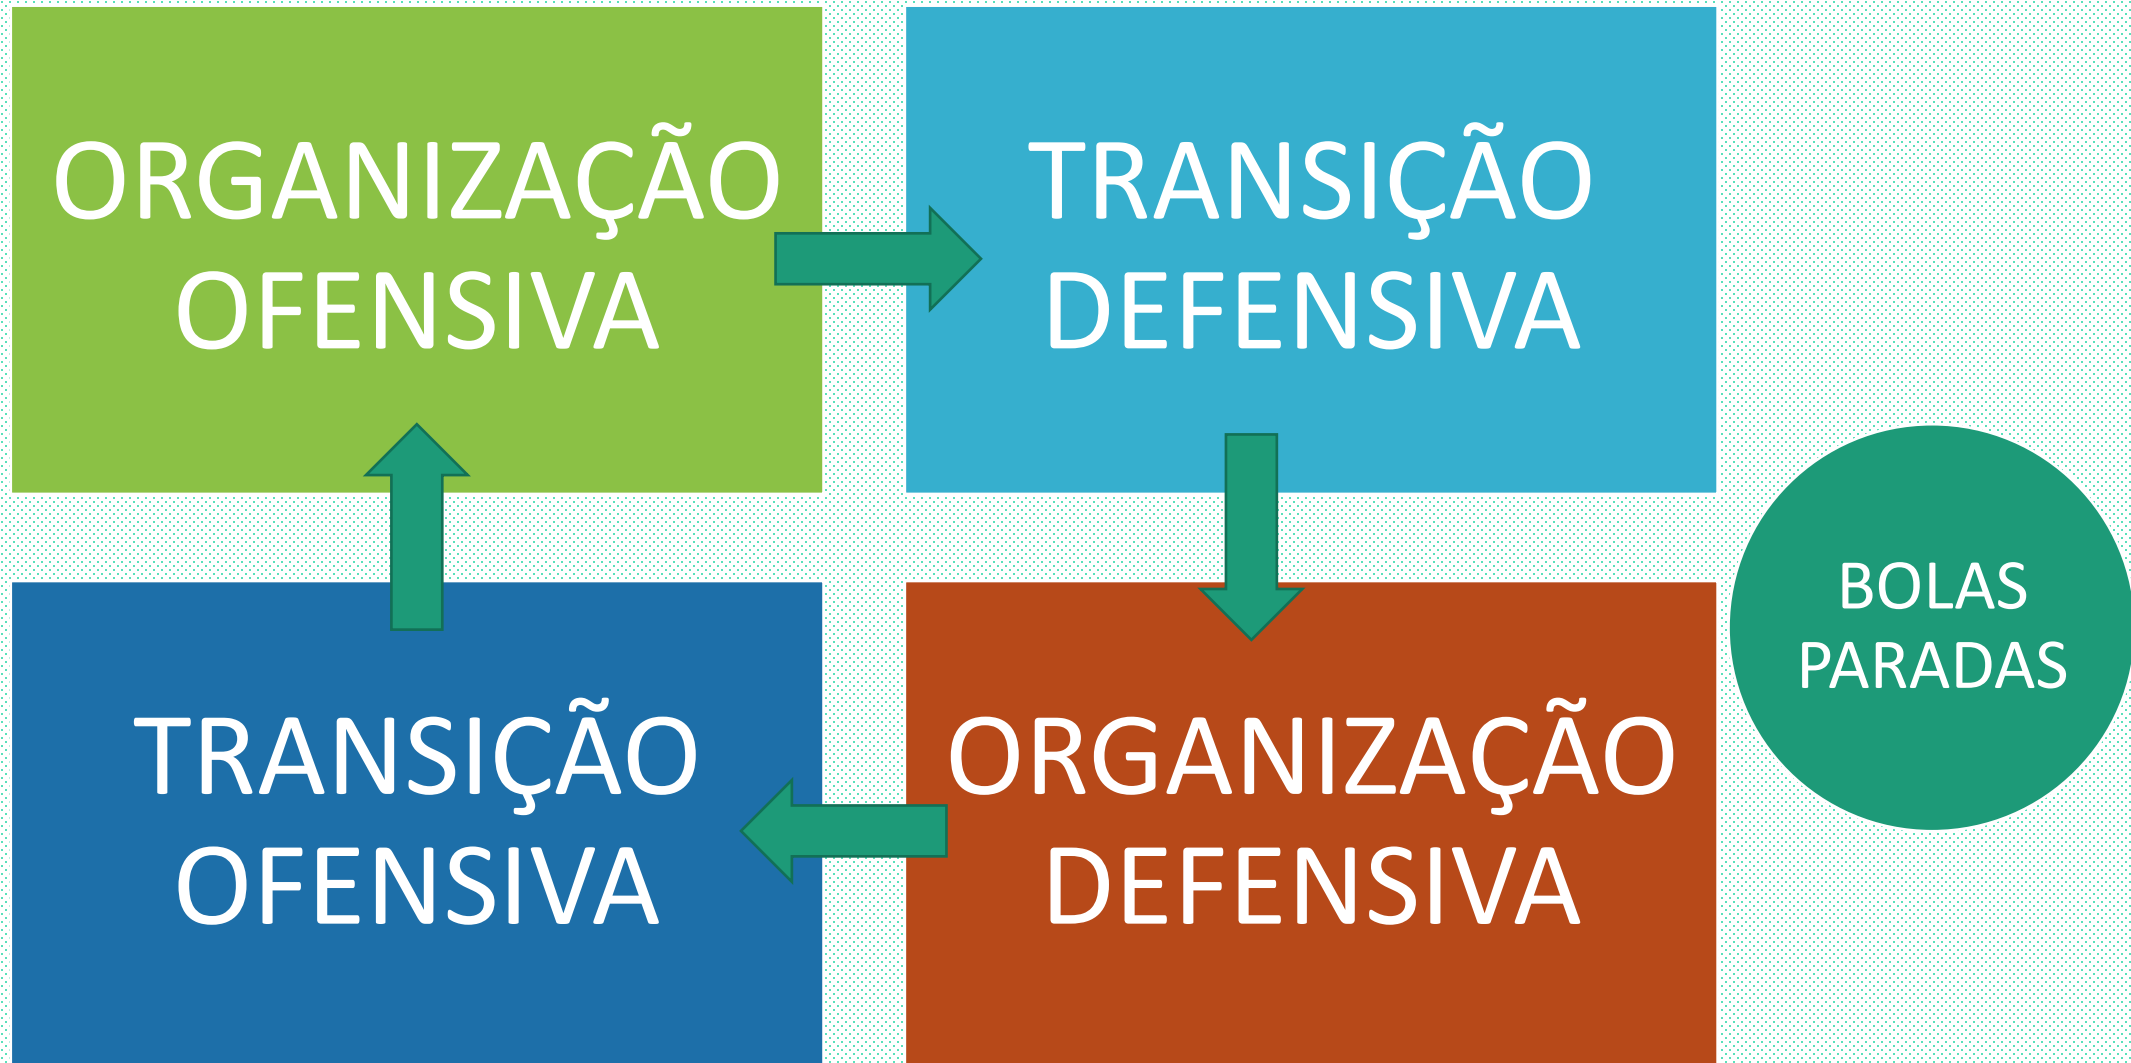 ORGANIZAÇÃO
OFENSIVA
TRANSIÇÃO
DEFENSIVA
BOLAS
PARADAS
TRANSIÇÃO
OFENSIVA
ORGANIZAÇÃO
DEFENSIVA